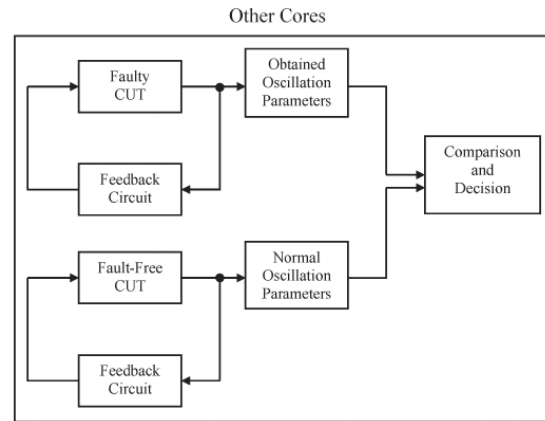 Other Cores
Faulty
CUT
Obtained
Oscillation
Parameters
Comparison
and
Decision
Feedback
Circuit
Fault-Free
CUT
Normal
Oscillation
Parameters
Feedback
Circuit